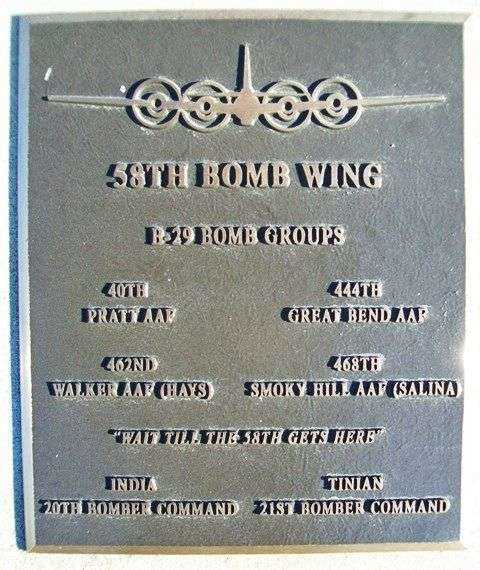 58TH BOMB WING
B-29 BOMB GROUPS
40TH 444TH
PRATT AAF GREAT BEND AAF
462ND 468TH
WALKER AAF (HAYS) SMOKY HILL AAF (SALINA)
"WAIT TILL THE 58TH GETS HERE"
INDIA TINIAN
20TH BOMBER COMMAND 21ST BOMBER COMMAND